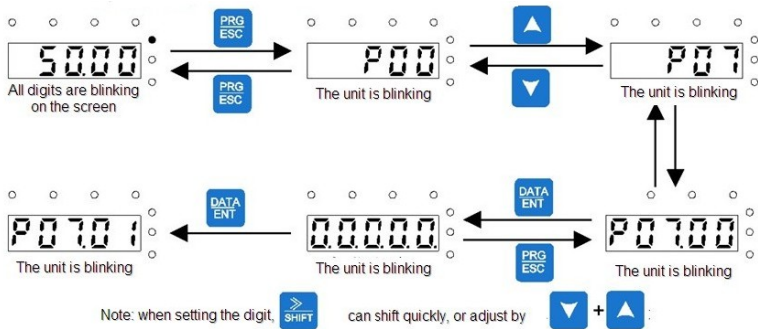 PRG
ESC
50.00
P00
P07
PRG
ESC
All digits are blinking
on the screen
The unit is blinking
The unit is blinking
DATA
ENT
DATA
ENT
P07.01
0.0.0.0.0.
P07.00
PRG
ESC
The unit is blinking
The unit is blinking
The unit is blinking
Note: when setting the digit, SHIFT can shift quickly, or adjust by +